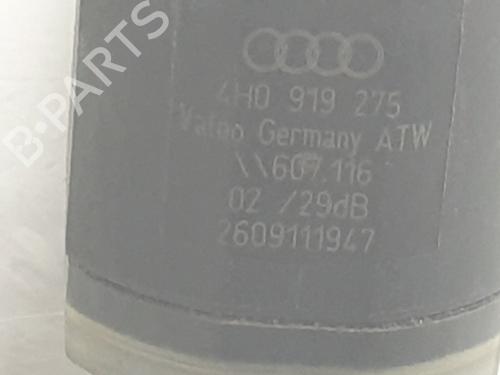 B-PARTS
4H0 919 275
Valeo Germany ATW
\\607.116
02 /29dB
2609111947